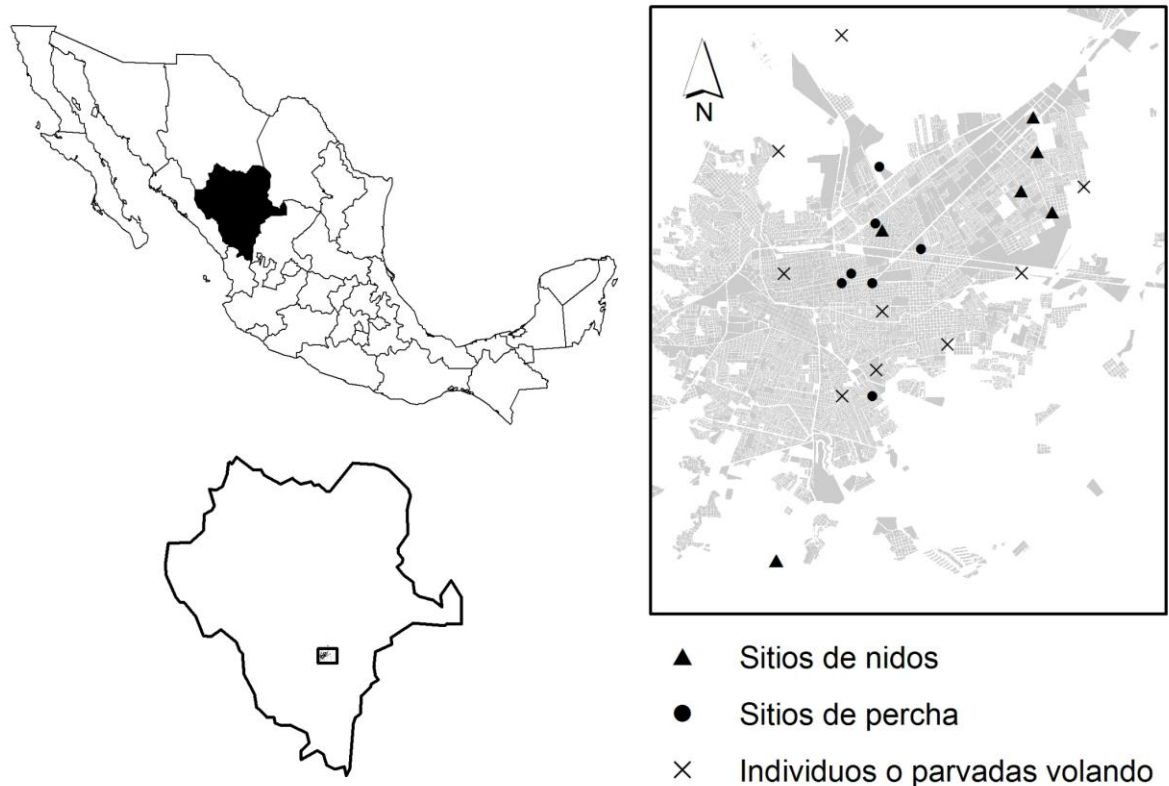 N
Sitios de nidos
Sitios de percha
Individuos o parvadas volando